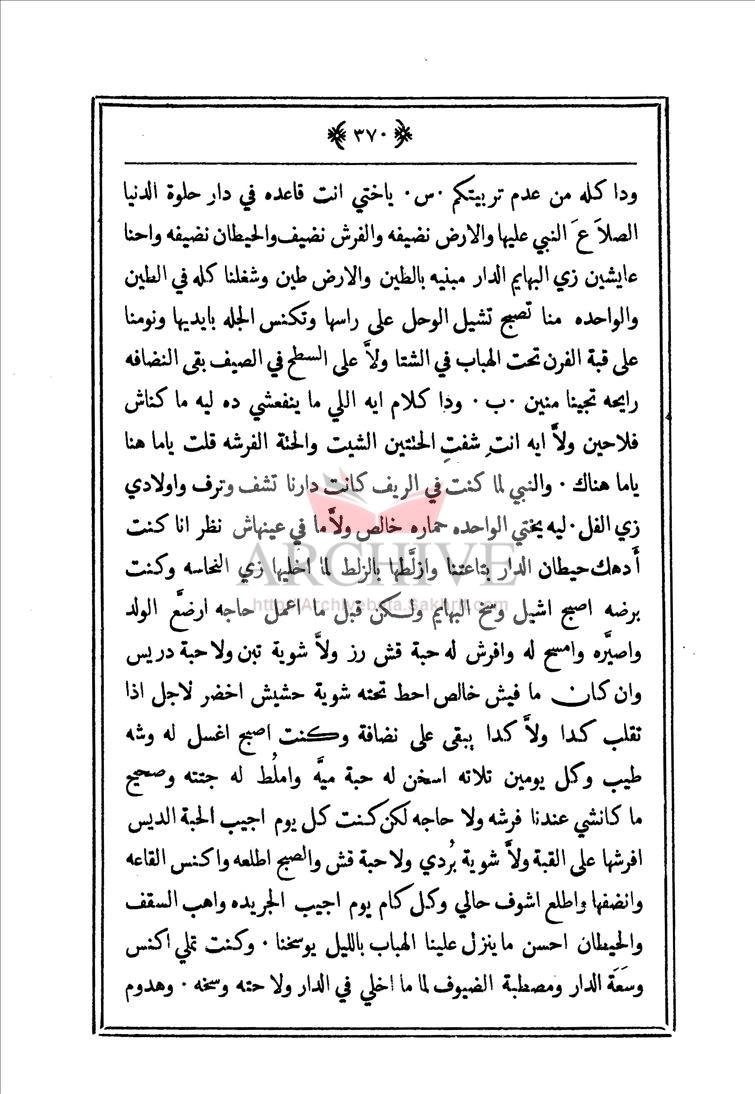 ﴿ ٣٧٠ ﴾
ودا كله من عدم تربيتكم ٠س٠ ياختي انت قاعده في دار حلوة الدنيا
الصلاَ عَ النبي عليها والارض نضيفه والفرش نضيف والحيطان نضيفه واحنا
عايشين زي البهايم الدار مبنيه بالطين والارض طين وشغلنا كله في الطين
والواحده منا تصبح تشيل الوحل على راسها وتكنس الجله بايديها ونومنا
على قبة الفرن تحت الهباب في الشتا ولاَّ على السطح في الصيف بقى النضافه
رايحه تجينا منين ٠ب٠ ودا كلام ايه اللي ما ينفعشي ده ليه ما كناش
فلاحين ولاَّ ايه انتِ شفتِ الحتتين الشيت والحتة الفرشه قلت ياما هنا
ياما هناك ٠ والنبي لما كنت في الريف كانت دارنا تشف وترف واولادي
زي الفل ٠ ليه يختي الواحده حماره خالص ولاَّ ما في عينهاش نظر انا كنت
أدهك حيطان الدار بتاعتنا وازلَّطها بالزلط لما اخليها زي النحاسه وكنت
ARCHIVE
http://Archivebeta.Sakhrit.com
برضه اصبح اشيل وسخ البهايم ولكن قبل ما اعمل حاجه ارضَّع الولد
واصيَّره وامسح له وافرش له حبة قش رز ولاَّ شوية تبن ولا حبة دريس
وان كان ما فيش خالص احط تحته شوية حشيش اخضر لاجل اذا
تقلب كدا ولاَّ كدا يبقى على نضافة وكنت اصبح اغسل له وشه
طيب وكل يومين تلاته اسخن له حبة ميَّه واملُط له جتته وصحيح
ما كانشي عندنا فرشه ولا حاجه لكن كنت كل يوم اجيب الحبة الديس
افرشها على القبة ولاَّ شوية بُردي ولا حبة قش والصبح اطلعه واكنس القاعه
وانضفها واطلع اشوف حالي وكل كام يوم اجيب الجريده واهب السقف
والحيطان احسن ما ينزل علينا الهباب بالليل يوسخنا ٠ وكنت تملي اكنس
وسَعَة الدار ومصطبة الضيوف لما ما اخلي في الدار ولا حته وسخه ٠ وهدوم